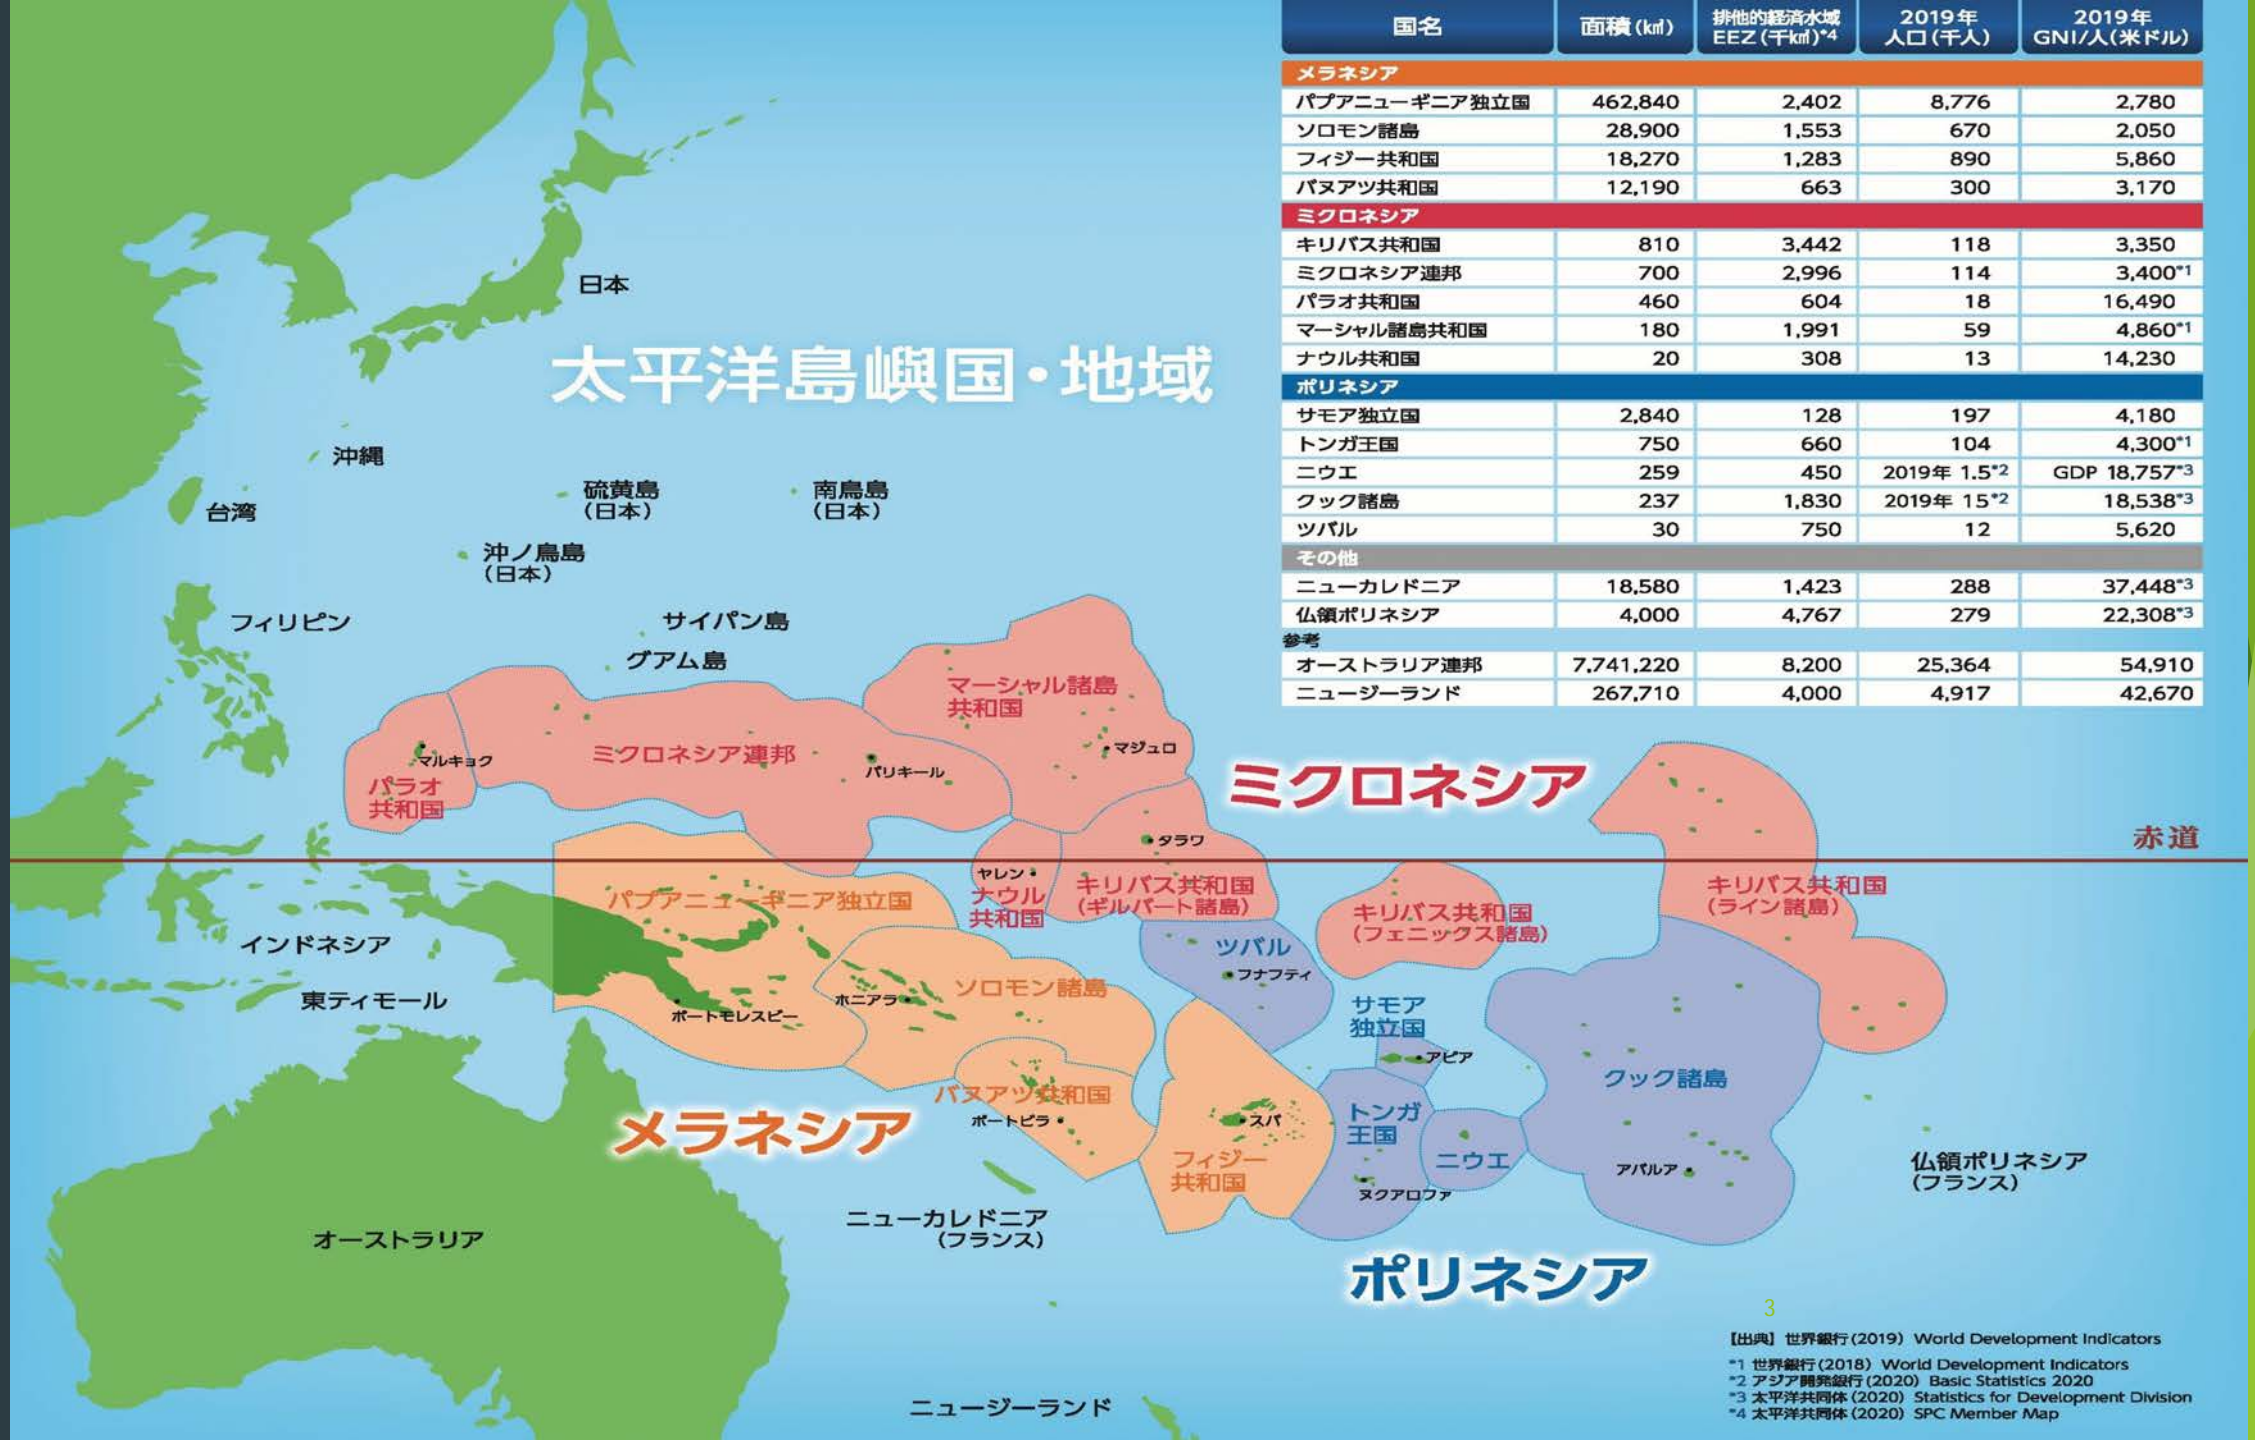 国名 面積(㎢) 排他的経済水域 EEZ(千㎢)*4 2019年 人口(千人) 2019年 GNI/人(米ドル)
メラネシア
パプアニューギニア独立国 462,840 2,402 8,776 2,780
ソロモン諸島 28,900 1,553 670 2,050
フィジー共和国 18,270 1,283 890 5,860
バヌアツ共和国 12,190 663 300 3,170
ミクロネシア
キリバス共和国 810 3,442 118 3,350
ミクロネシア連邦 700 2,996 114 3,400*1
パラオ共和国 460 604 18 16,490
マーシャル諸島共和国 180 1,991 59 4,860*1
ナウル共和国 20 308 13 14,230
ポリネシア
サモア独立国 2,840 128 197 4,180
トンガ王国 750 660 104 4,300*1
ニウエ 259 450 2019年 1.5*2 GDP 18,757*3
クック諸島 237 1,830 2019年 15*2 18,538*3
ツバル 30 750 12 5,620
その他
ニューカレドニア 18,580 1,423 288 37,448*3
仏領ポリネシア 4,000 4,767 279 22,308*3
参考
オーストラリア連邦 7,741,220 8,200 25,364 54,910
ニュージーランド 267,710 4,000 4,917 42,670
日本
太平洋島嶼国・地域
沖縄
台湾
硫黄島
(日本)
南鳥島
(日本)
沖ノ鳥島
(日本)
フィリピン
サイパン島
グアム島
マーシャル諸島
共和国
マジュロ
ミクロネシア連邦
パリキール
マルキョク
パラオ
共和国
ミクロネシア
赤道
タラワ
ヤレン
ナウル
共和国
キリバス共和国
(ギルバート諸島)
キリバス共和国
(フェニックス諸島)
キリバス共和国
(ライン諸島)
パプアニューギニア独立国
インドネシア
東ティモール
ポートモレスビー
ホニアラ
ソロモン諸島
ツバル
フナフティ
サモア
独立国
アピア
クック諸島
アバルア
バヌアツ共和国
ポートビラ
メラネシア
スバ
フィジー
共和国
トンガ
王国
ヌクアロファ
ニウエ
仏領ポリネシア
(フランス)
ニューカレドニア
(フランス)
オーストラリア
ポリネシア
ニュージーランド
3
【出典】世界銀行(2019) World Development Indicators
*1 世界銀行(2018) World Development Indicators
*2 アジア開発銀行(2020) Basic Statistics 2020
*3 太平洋共同体(2020) Statistics for Development Division
*4 太平洋共同体(2020) SPC Member Map